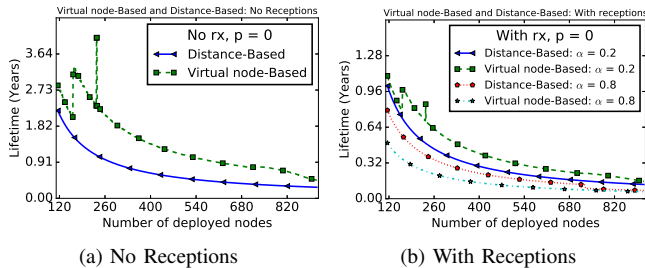 Virtual node-Based and Distance-Based: No Receptions
No rx, p = 0
Distance-Based
Virtual node-Based
Lifetime (Years)
3.64
2.73
1.82
0.91
0.00
120 260 400 540 680 820
Number of deployed nodes
(a) No Receptions
Virtual node-Based and Distance-Based: With receptions
With rx, p = 0
Distance-Based: α = 0.2
Virtual node-Based: α = 0.2
Distance-Based: α = 0.8
Virtual node-Based: α = 0.8
Lifetime (Years)
1.28
0.96
0.64
0.32
0.00
120 260 400 540 680 820
Number of deployed nodes
(b) With Receptions